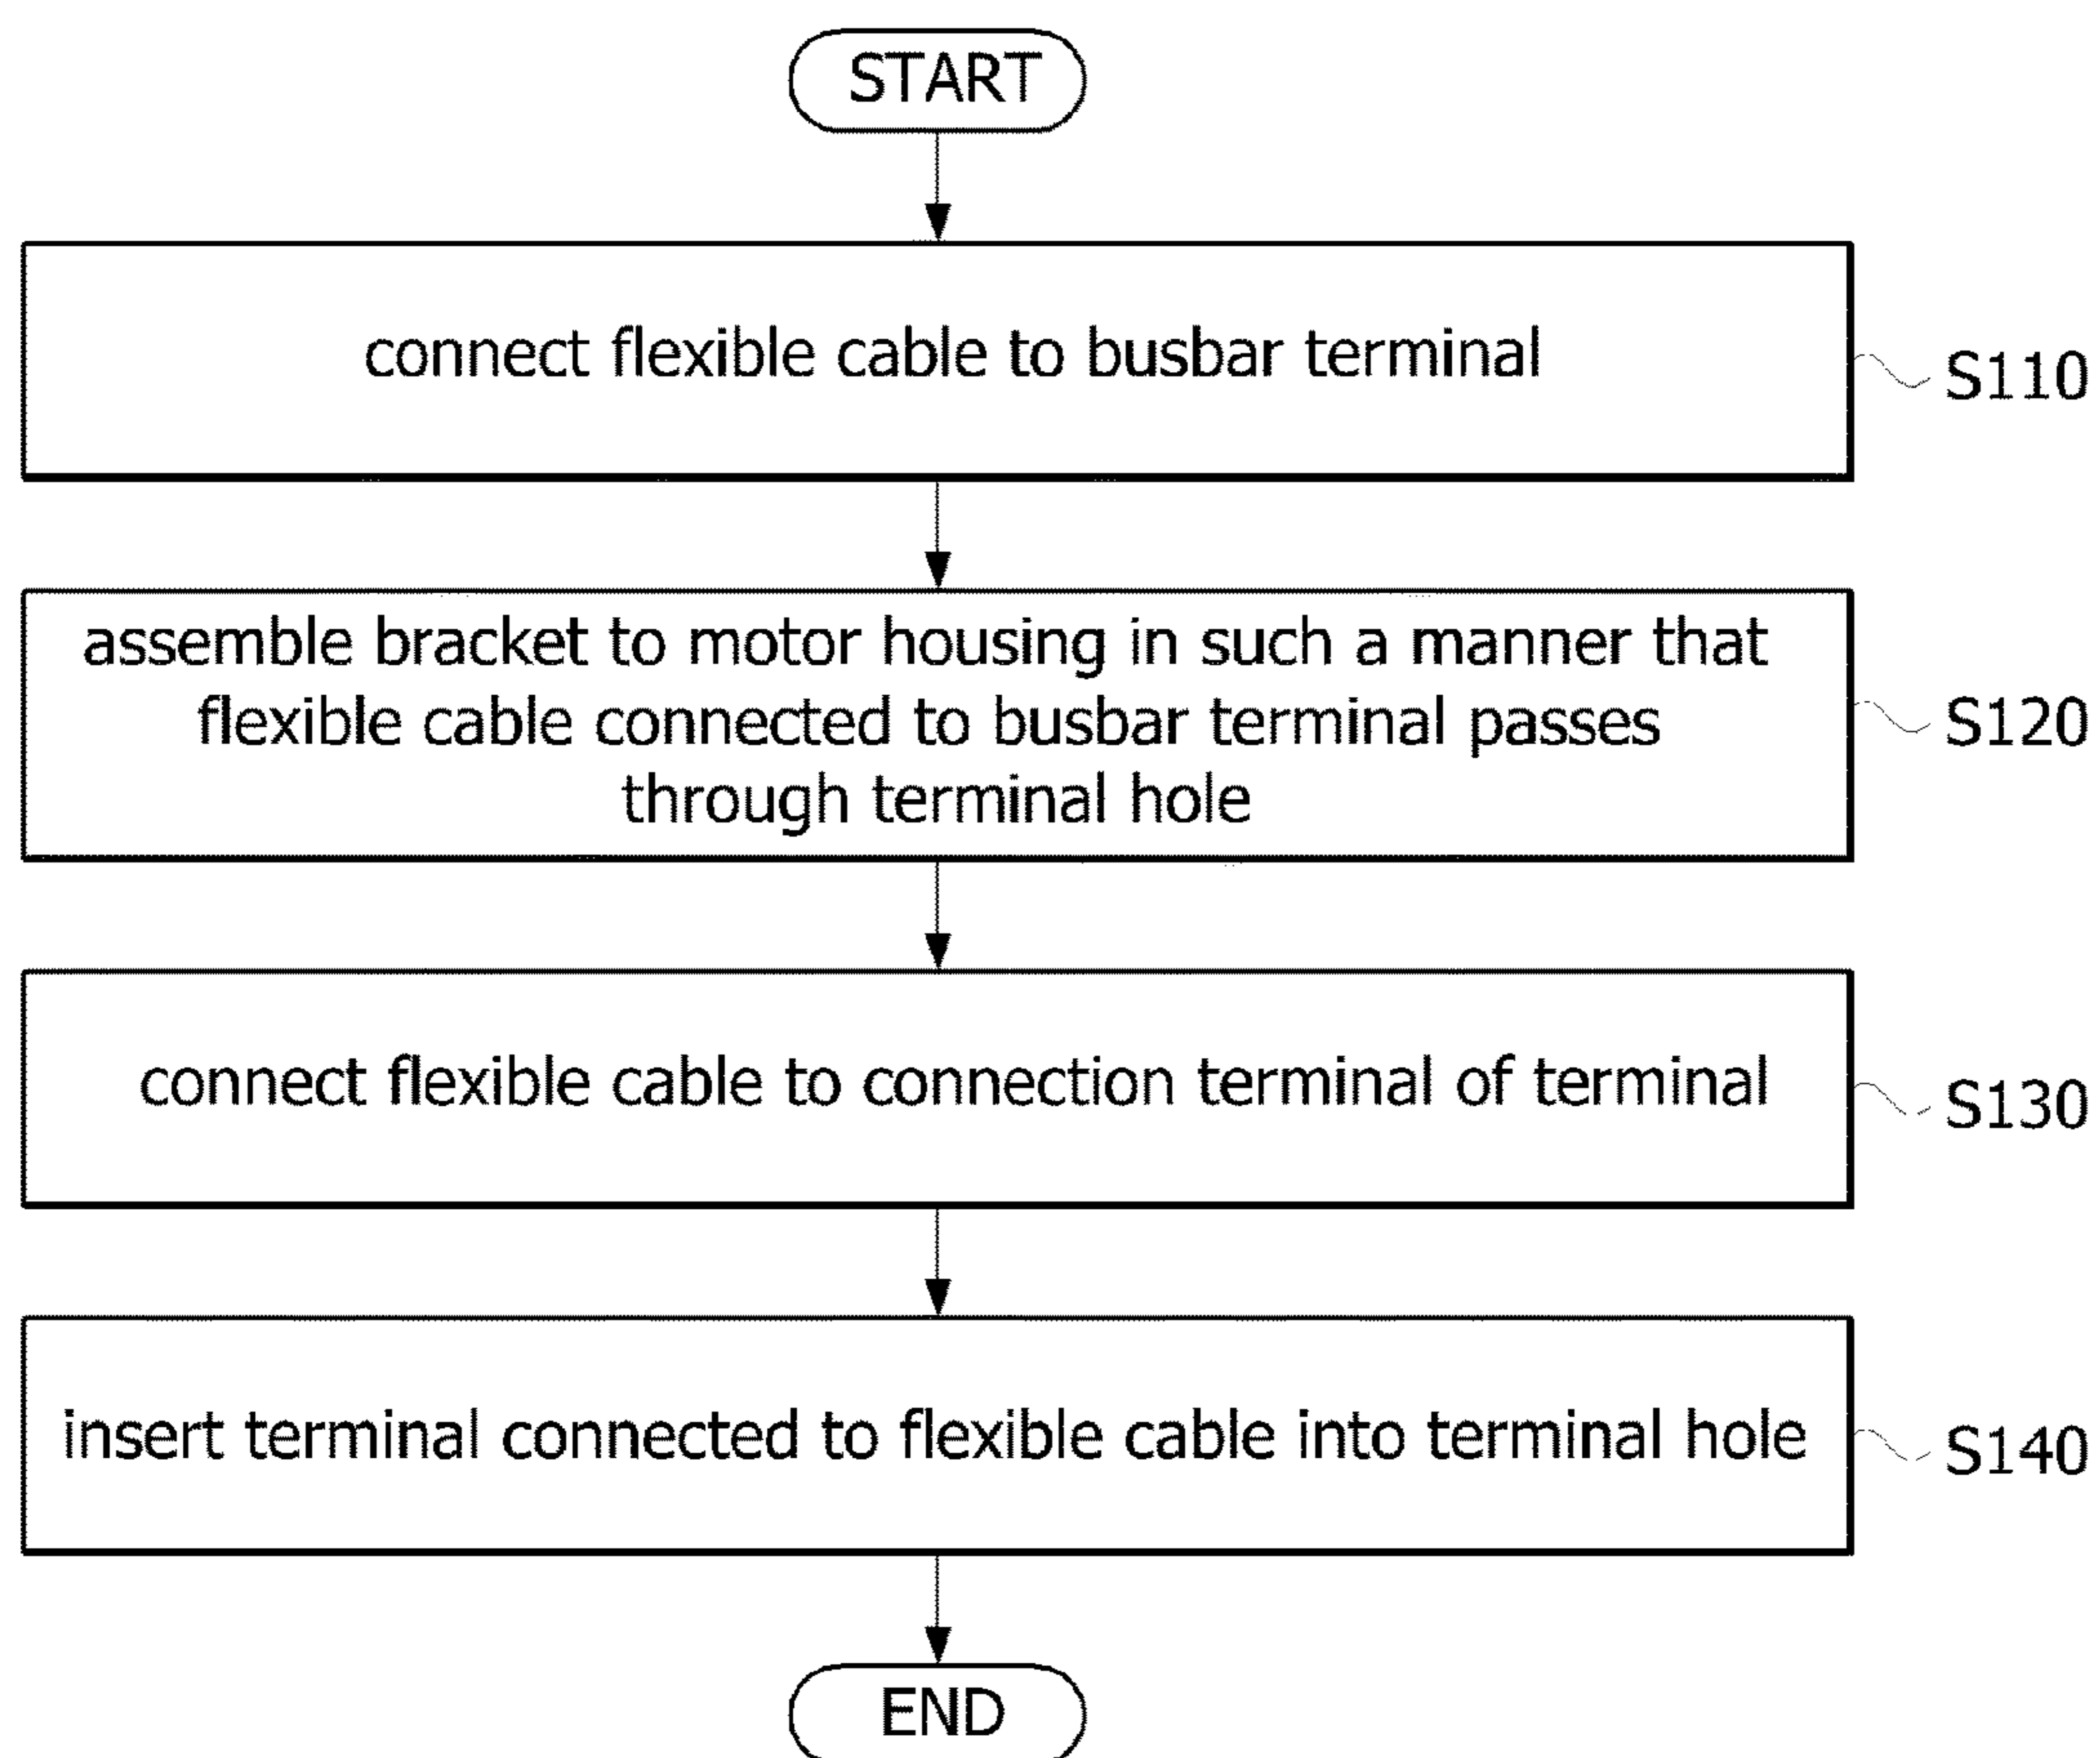 START
connect flexible cable to busbar terminal
S110
assemble bracket to motor housing in such a manner that
flexible cable connected to busbar terminal passes
through terminal hole
S120
connect flexible cable to connection terminal of terminal
S130
insert terminal connected to flexible cable into terminal hole
S140
END